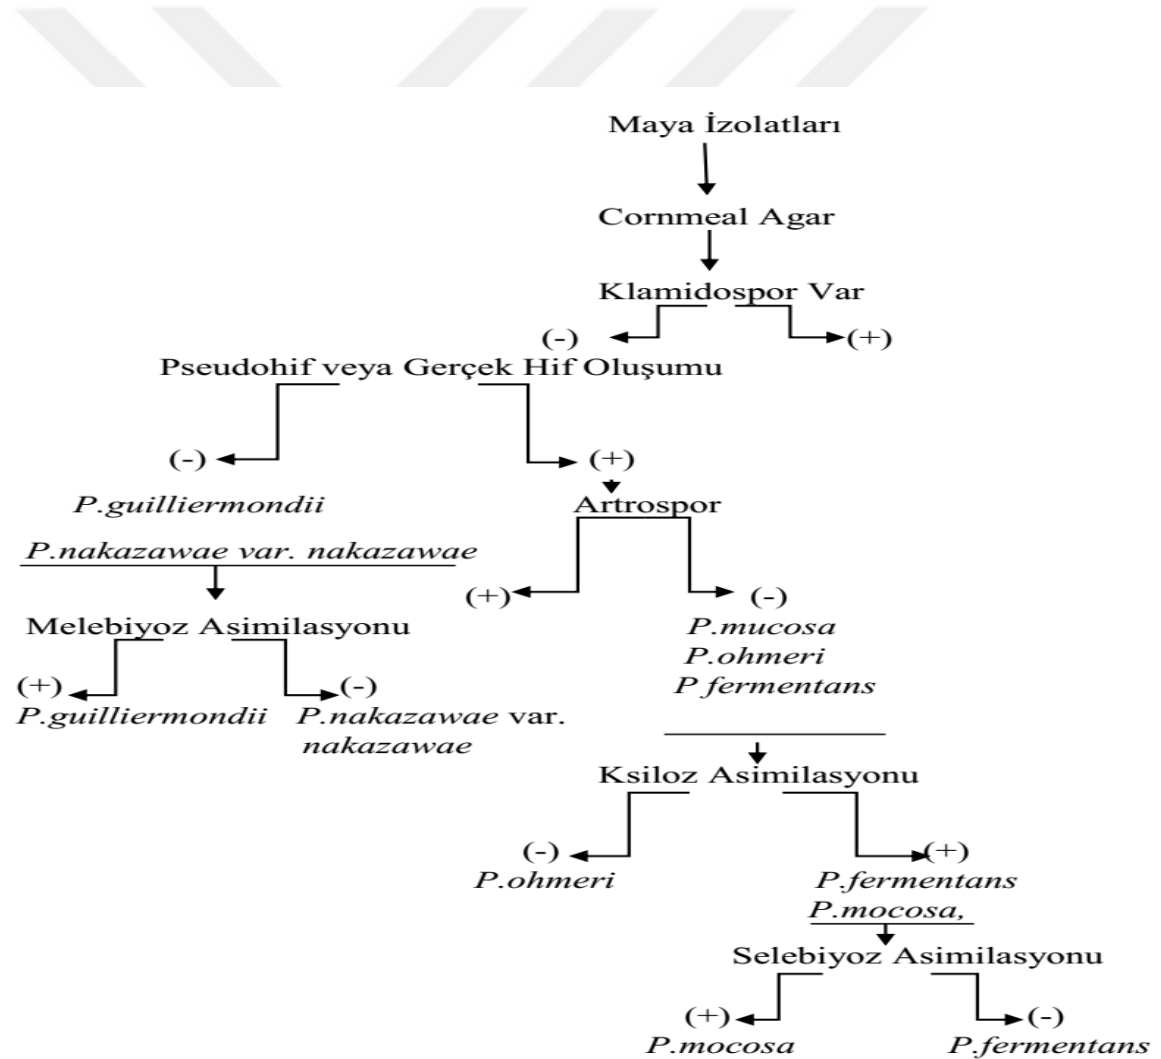 Maya İzolatları
Cornmeal Agar
Klamidospor Var
(-) (+)
Pseudohif veya Gerçek Hif Oluşumu
(-) (+)
P.guilliermondii Artrospor
P.nakazawae var. nakazawae
(+) (-)
Melebiyoz Asimilasyonu P.mucosa
P.ohmeri
(+) (-) P fermentans
P.guilliermondii P.nakazawae var.
nakazawae
Ksiloz Asimilasyonu
(-) (+)
P.ohmeri P.fermentans
P.mocosa,
Selebiyoz Asimilasyonu
(+) (-)
P.mocosa P.fermentans